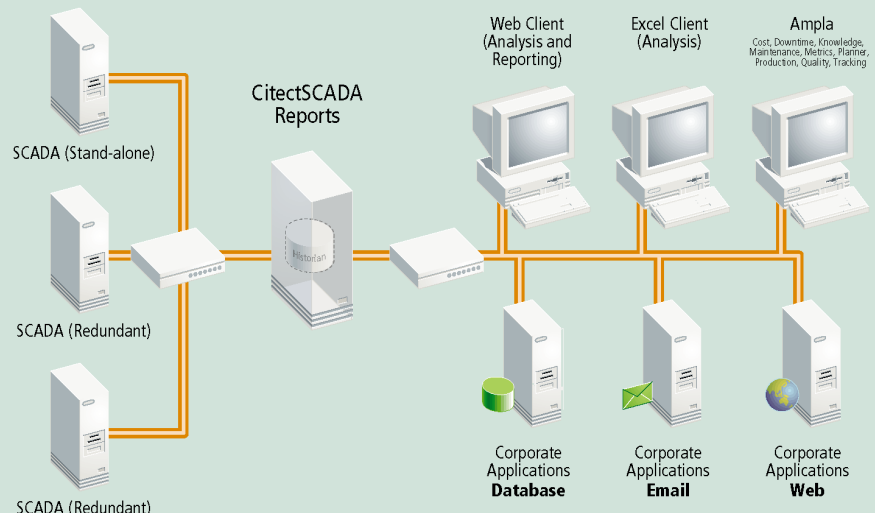 Web Client
(Analysis and
Reporting)
Excel Client
(Analysis)
Ampla
Cost, Downtime, Knowledge,
Maintenance, Metrics, Planner,
Production, Quality, Tracking
CitectSCADA
Reports
SCADA (Stand-alone)
Historian
SCADA (Redundant)
SCADA (Redundant)
Corporate
Applications
Database
Corporate
Applications
Email
Corporate
Applications
Web